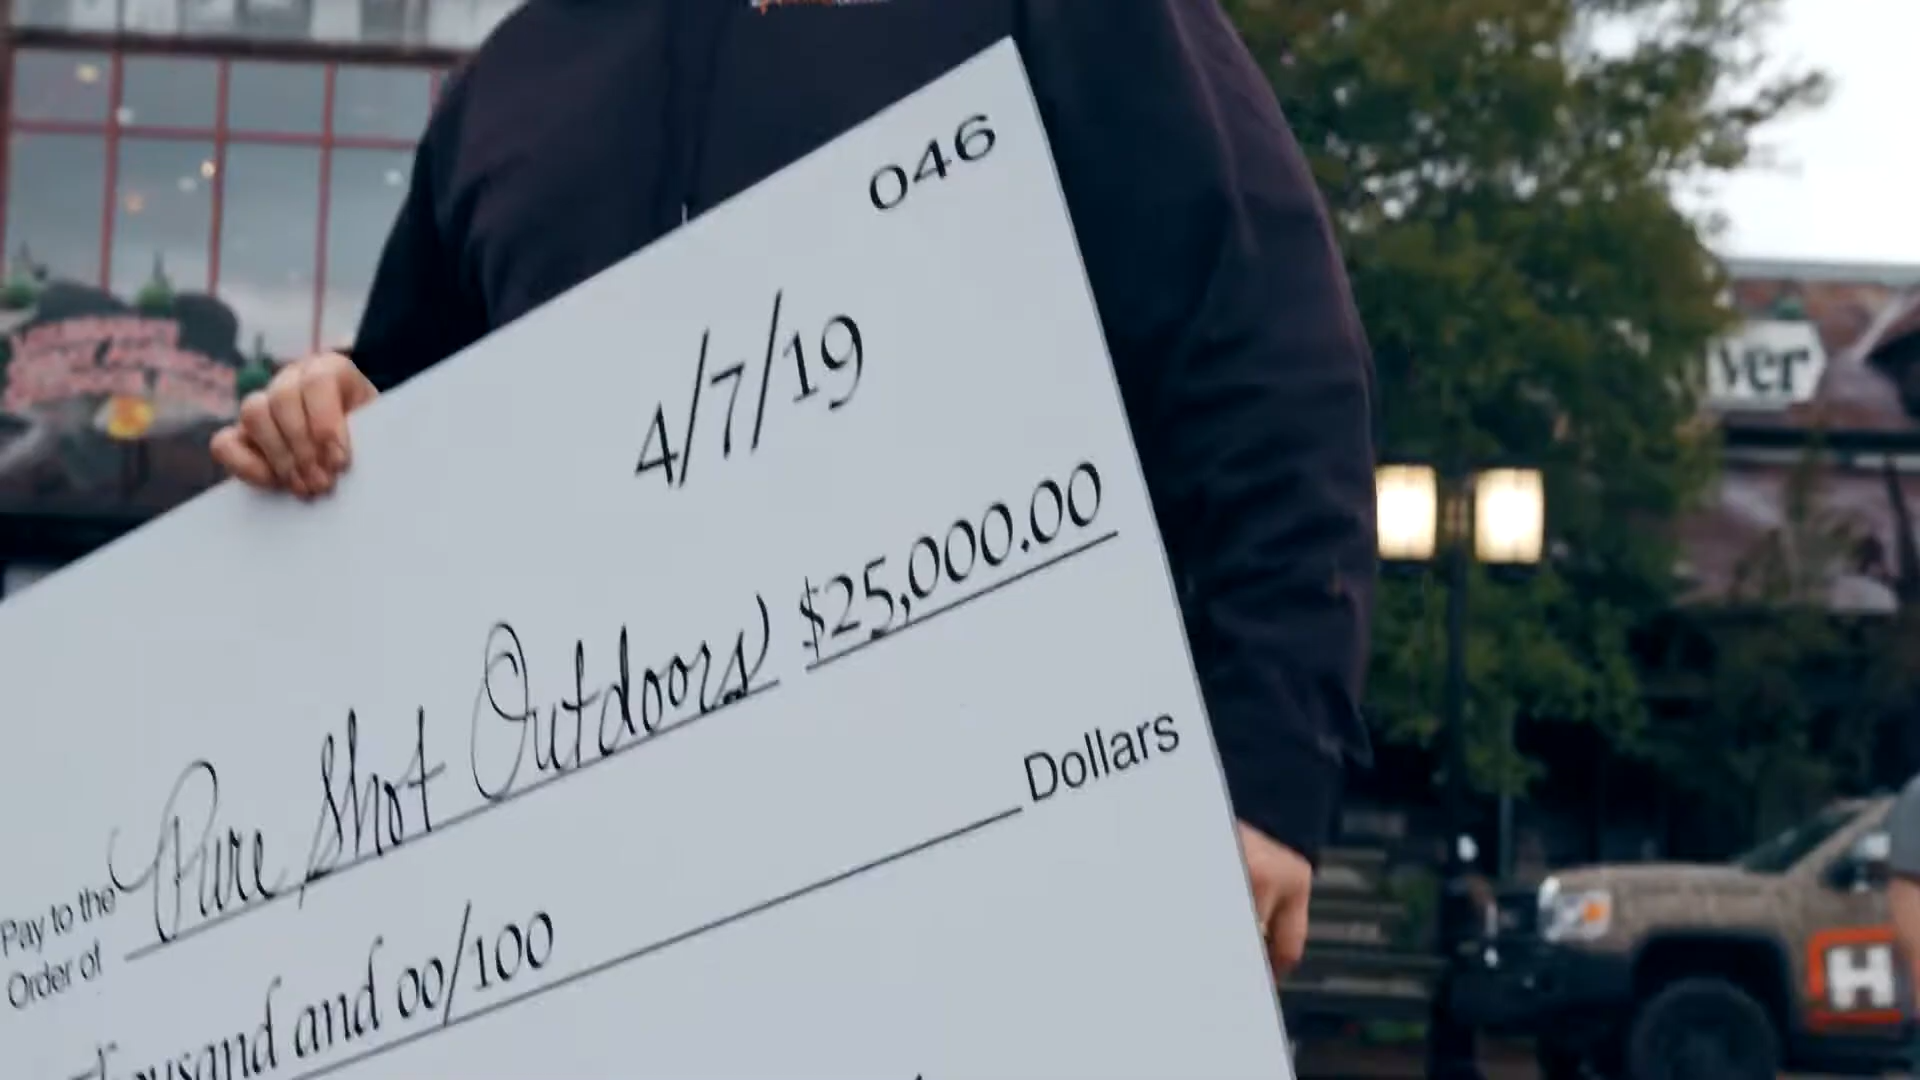 046
4/7/19
Pay to the
Order of
Pure Shot Outdoors $25,000.00
Dollars
housand and 00/100
ver
H